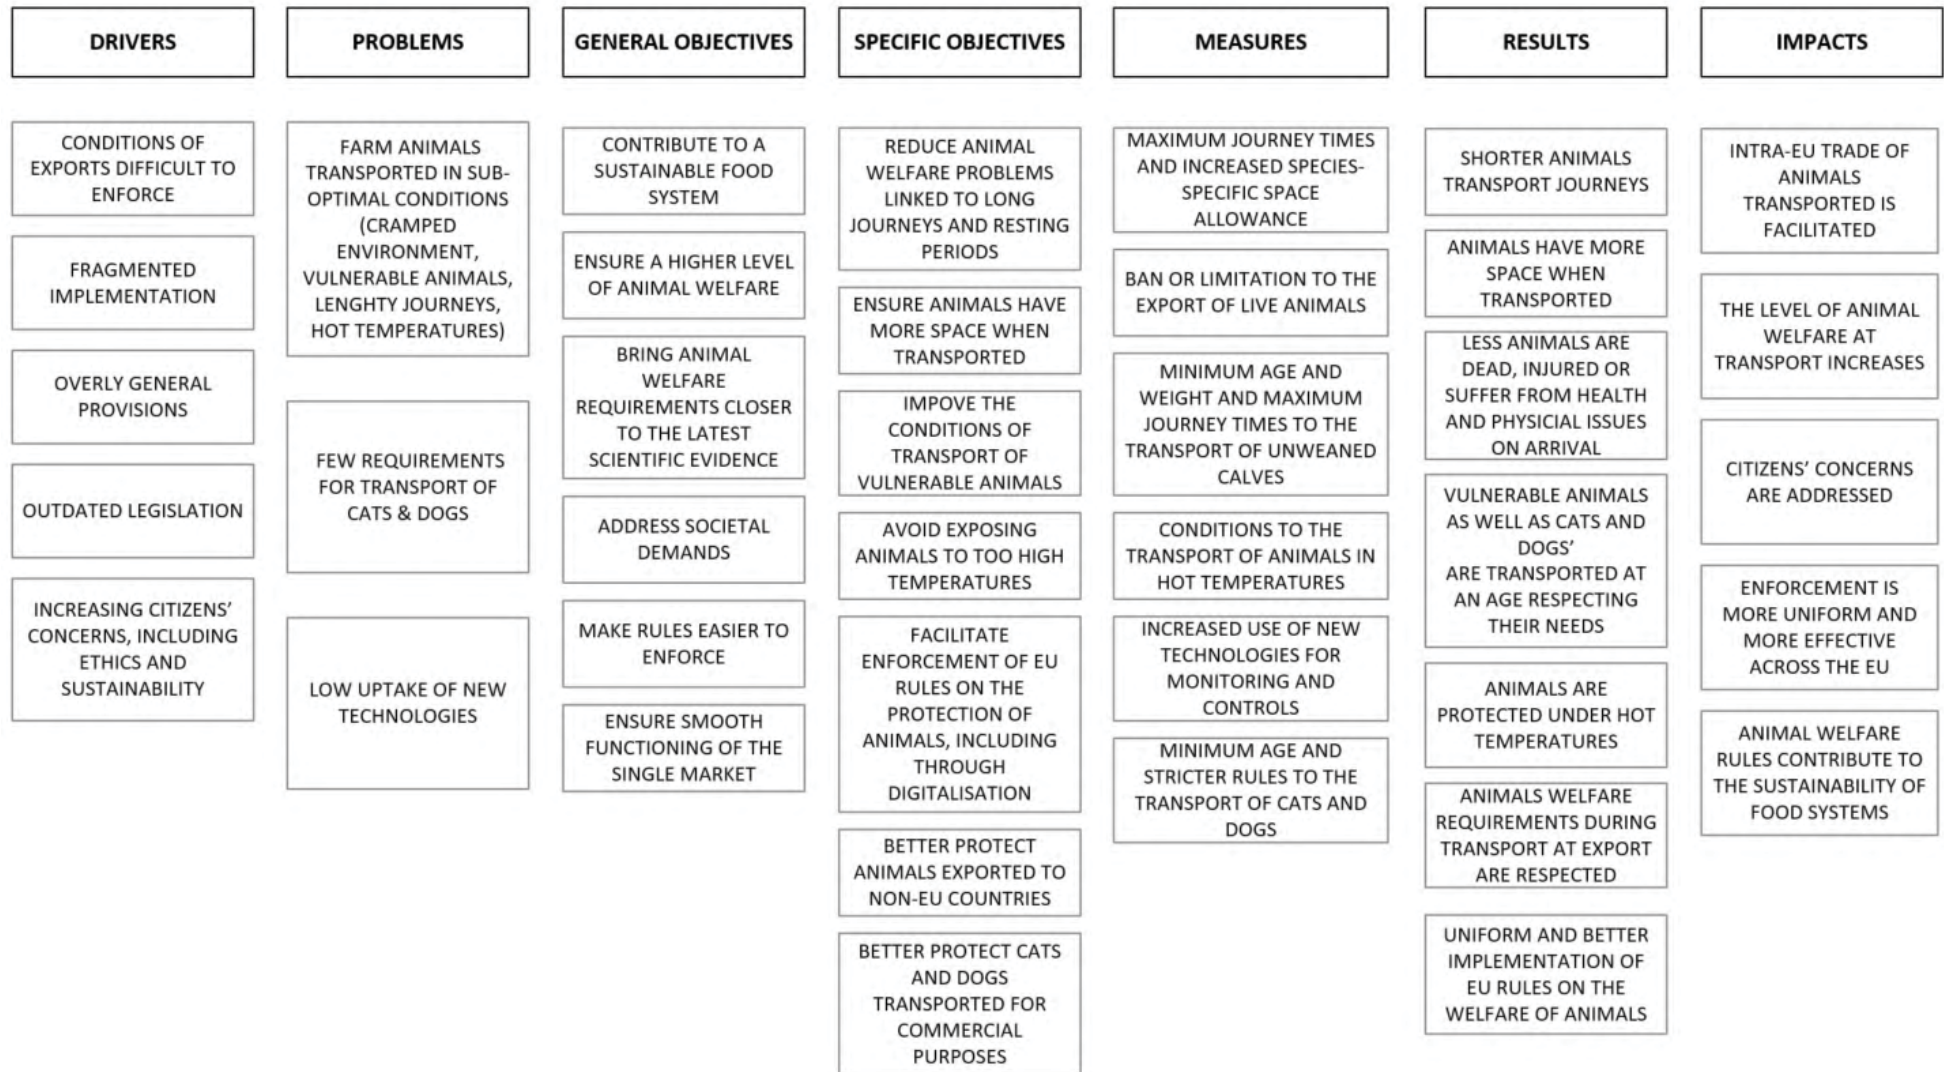 DRIVERS
PROBLEMS
GENERAL OBJECTIVES
SPECIFIC OBJECTIVES
MEASURES
RESULTS
IMPACTS
CONDITIONS OF
EXPORTS DIFFICULT TO
ENFORCE
FRAGMENTED
IMPLEMENTATION
OVERLY GENERAL
PROVISIONS
OUTDATED LEGISLATION
INCREASING CITIZENS’
CONCERNS, INCLUDING
ETHICS AND
SUSTAINABILITY
FARM ANIMALS
TRANSPORTED IN SUB-
OPTIMAL CONDITIONS
(CRAMPED
ENVIRONMENT,
VULNERABLE ANIMALS,
LENGHTY JOURNEYS,
HOT TEMPERATURES)
FEW REQUIREMENTS
FOR TRANSPORT OF
CATS & DOGS
LOW UPTAKE OF NEW
TECHNOLOGIES
CONTRIBUTE TO A
SUSTAINABLE FOOD
SYSTEM
ENSURE A HIGHER LEVEL
OF ANIMAL WELFARE
BRING ANIMAL
WELFARE
REQUIREMENTS CLOSER
TO THE LATEST
SCIENTIFIC EVIDENCE
ADDRESS SOCIETAL
DEMANDS
MAKE RULES EASIER TO
ENFORCE
ENSURE SMOOTH
FUNCTIONING OF THE
SINGLE MARKET
REDUCE ANIMAL
WELFARE PROBLEMS
LINKED TO LONG
JOURNEYS AND RESTING
PERIODS
ENSURE ANIMALS HAVE
MORE SPACE WHEN
TRANSPORTED
IMPOVE THE
CONDITIONS OF
TRANSPORT OF
VULNERABLE ANIMALS
AVOID EXPOSING
ANIMALS TO TOO HIGH
TEMPERATURES
FACILITATE
ENFORCEMENT OF EU
RULES ON THE
PROTECTION OF
ANIMALS, INCLUDING
THROUGH
DIGITALISATION
BETTER PROTECT
ANIMALS EXPORTED TO
NON-EU COUNTRIES
BETTER PROTECT CATS
AND DOGS
TRANSPORTED FOR
COMMERCIAL
PURPOSES
MAXIMUM JOURNEY TIMES
AND INCREASED SPECIES-
SPECIFIC SPACE
ALLOWANCE
BAN OR LIMITATION TO THE
EXPORT OF LIVE ANIMALS
MINIMUM AGE AND
WEIGHT AND MAXIMUM
JOURNEY TIMES TO THE
TRANSPORT OF UNWEANED
CALVES
CONDITIONS TO THE
TRANSPORT OF ANIMALS IN
HOT TEMPERATURES
INCREASED USE OF NEW
TECHNOLOGIES FOR
MONITORING AND
CONTROLS
MINIMUM AGE AND
STRICTER RULES TO THE
TRANSPORT OF CATS AND
DOGS
SHORTER ANIMALS
TRANSPORT JOURNEYS
ANIMALS HAVE MORE
SPACE WHEN
TRANSPORTED
LESS ANIMALS ARE
DEAD, INJURED OR
SUFFER FROM HEALTH
AND PHYSICIAL ISSUES
ON ARRIVAL
VULNERABLE ANIMALS
AS WELL AS CATS AND
DOGS’
ARE TRANSPORTED AT
AN AGE RESPECTING
THEIR NEEDS
ANIMALS ARE
PROTECTED UNDER HOT
TEMPERATURES
ANIMALS WELFARE
REQUIREMENTS DURING
TRANSPORT AT EXPORT
ARE RESPECTED
UNIFORM AND BETTER
IMPLEMENTATION OF
EU RULES ON THE
WELFARE OF ANIMALS
INTRA-EU TRADE OF
ANIMALS
TRANSPORTED IS
FACILITATED
THE LEVEL OF ANIMAL
WELFARE AT
TRANSPORT INCREASES
CITIZENS’ CONCERNS
ARE ADDRESSED
ENFORCEMENT IS
MORE UNIFORM AND
MORE EFFECTIVE
ACROSS THE EU
ANIMAL WELFARE
RULES CONTRIBUTE TO
THE SUSTAINABILITY OF
FOOD SYSTEMS